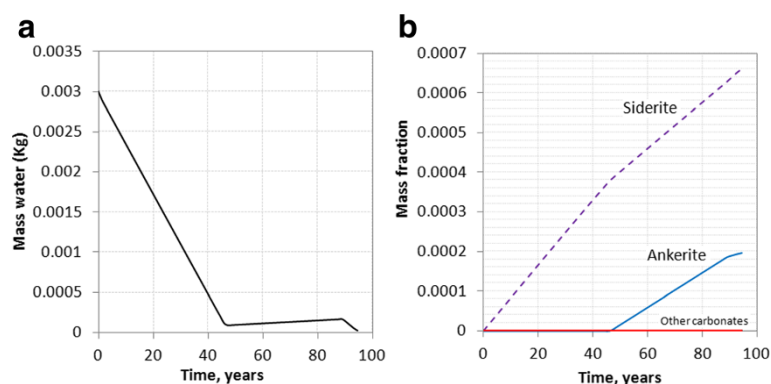 a
Mass water (Kg)
0.0035
0.003
0.0025
0.002
0.0015
0.001
0.0005
0
0 20 40 60 80 100
Time, years
b
Mass fraction
0.0007
0.0006
0.0005
0.0004
0.0003
0.0002
0.0001
0
Siderite
Ankerite
Other carbonates
0 20 40 60 80 100
Time, years